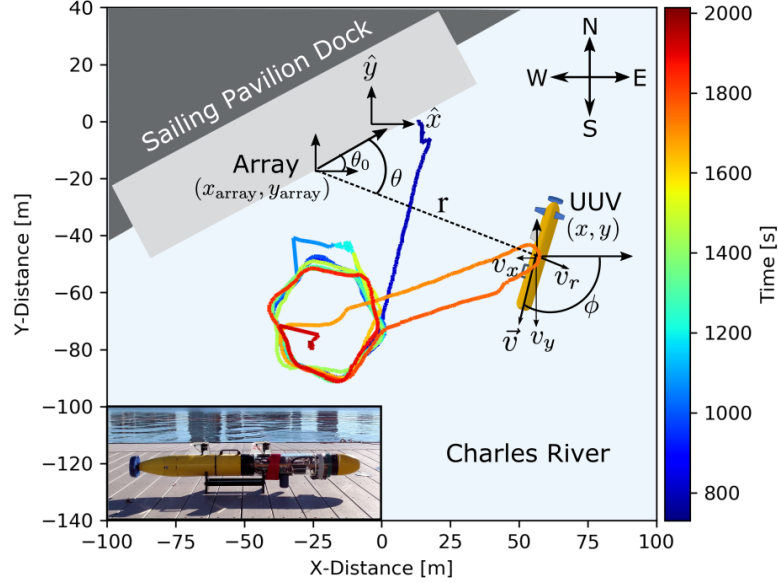 Y-Distance [m]
40
20
0
−20
−40
−60
−80
−100
−120
−140
Sailing Pavilion Dock
N
W E
S
ŷ
x̂
Array
(x_array, y_array)
θ₀
θ
r
UUV
(x, y)
v_x
v_r
ϕ
v⃗
v_y
Charles River
−100 −75 −50 −25 0 25 50 75 100
X-Distance [m]
2000
1800
1600
1400
1200
1000
800
Time [s]